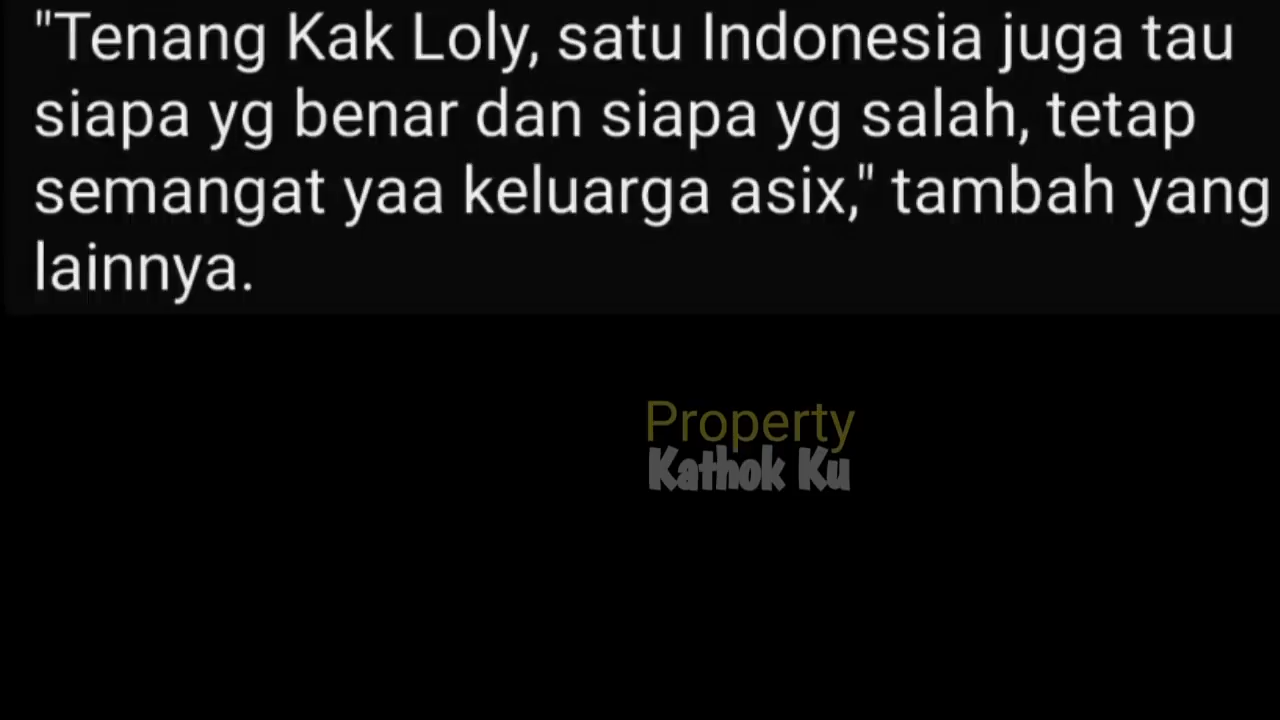 "Tenang Kak Loly, satu Indonesia juga tau
siapa yg benar dan siapa yg salah, tetap
semangat yaa keluarga asix," tambah yang
lainnya.
Property
Kathok Ku